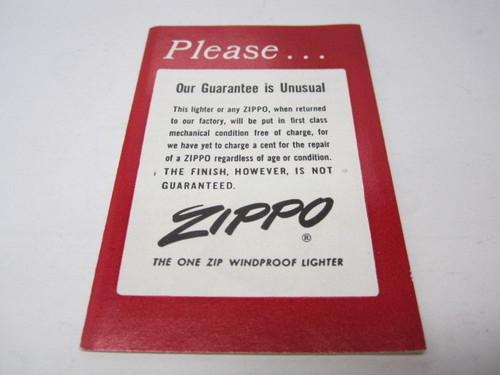 Please...
Our Guarantee is Unusual
This lighter or any ZIPPO, when returned
to our factory, will be put in first class
mechanical condition free of charge, for
we have yet to charge a cent for the repair
of a ZIPPO regardless of age or condition.
THE FINISH, HOWEVER, IS NOT
GUARANTEED.
ZIPPO ®
THE ONE ZIP WINDPROOF LIGHTER